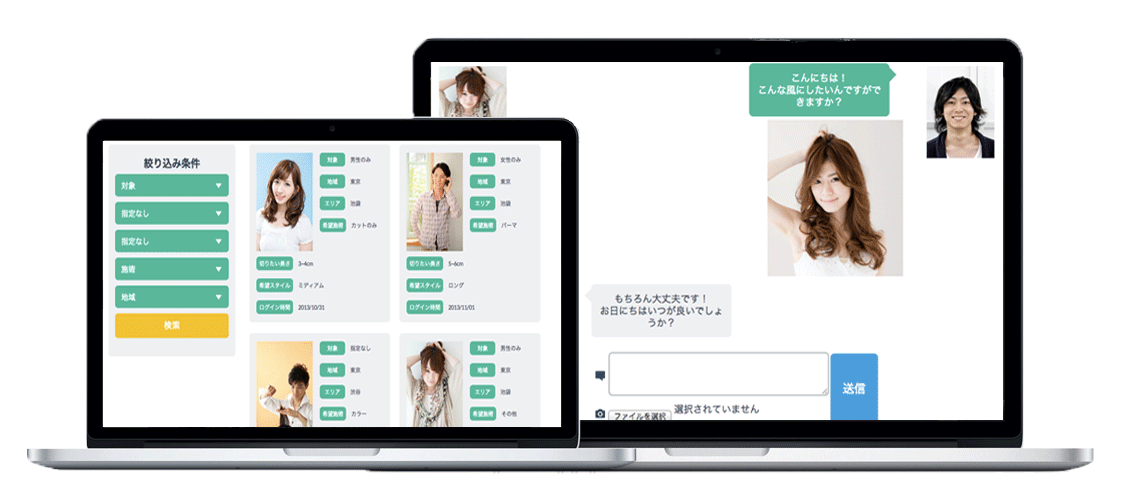 絞り込み条件
対象
指定なし
指定なし
施術
地域
検索
対象 男性のみ
地域 東京
エリア 池袋
希望施術 カットのみ
切りたい長さ 3~4cm
希望スタイル ミディアム
ログイン時間 2013/10/31
対象 女性のみ
地域 東京
エリア 池袋
希望施術 パーマ
切りたい長さ 5~6cm
希望スタイル ロング
ログイン時間 2013/11/01
対象 指定なし
地域 東京
エリア 渋谷
希望施術 カラー
対象 男性のみ
地域 東京
エリア 池袋
希望施術 その他
こんにちは！
こんな風にしたいんですがで
きますか？
もちろん大丈夫です！
お日にちはいつが良いでしょ
うか？
送信
ファイルを選択 選択されていません